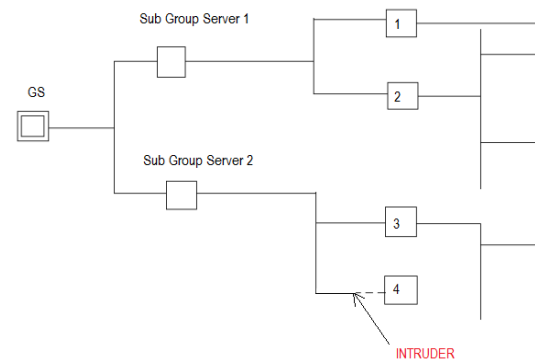 Sub Group Server 1
1
GS
2
Sub Group Server 2
3
4
INTRUDER